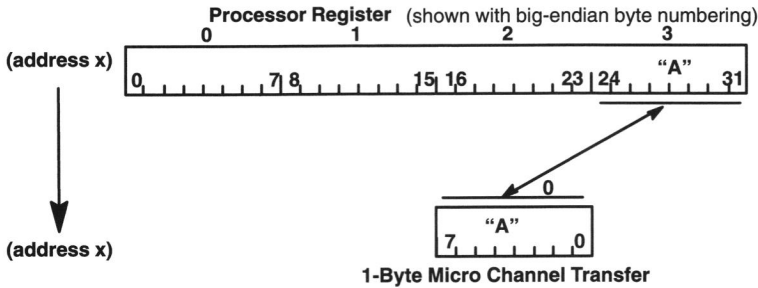 Processor Register (shown with big-endian byte numbering)
0 1 2 3
(address x) "A"
0 7 8 15 16 23 24 31
0
"A"
7 0
(address x)
1-Byte Micro Channel Transfer